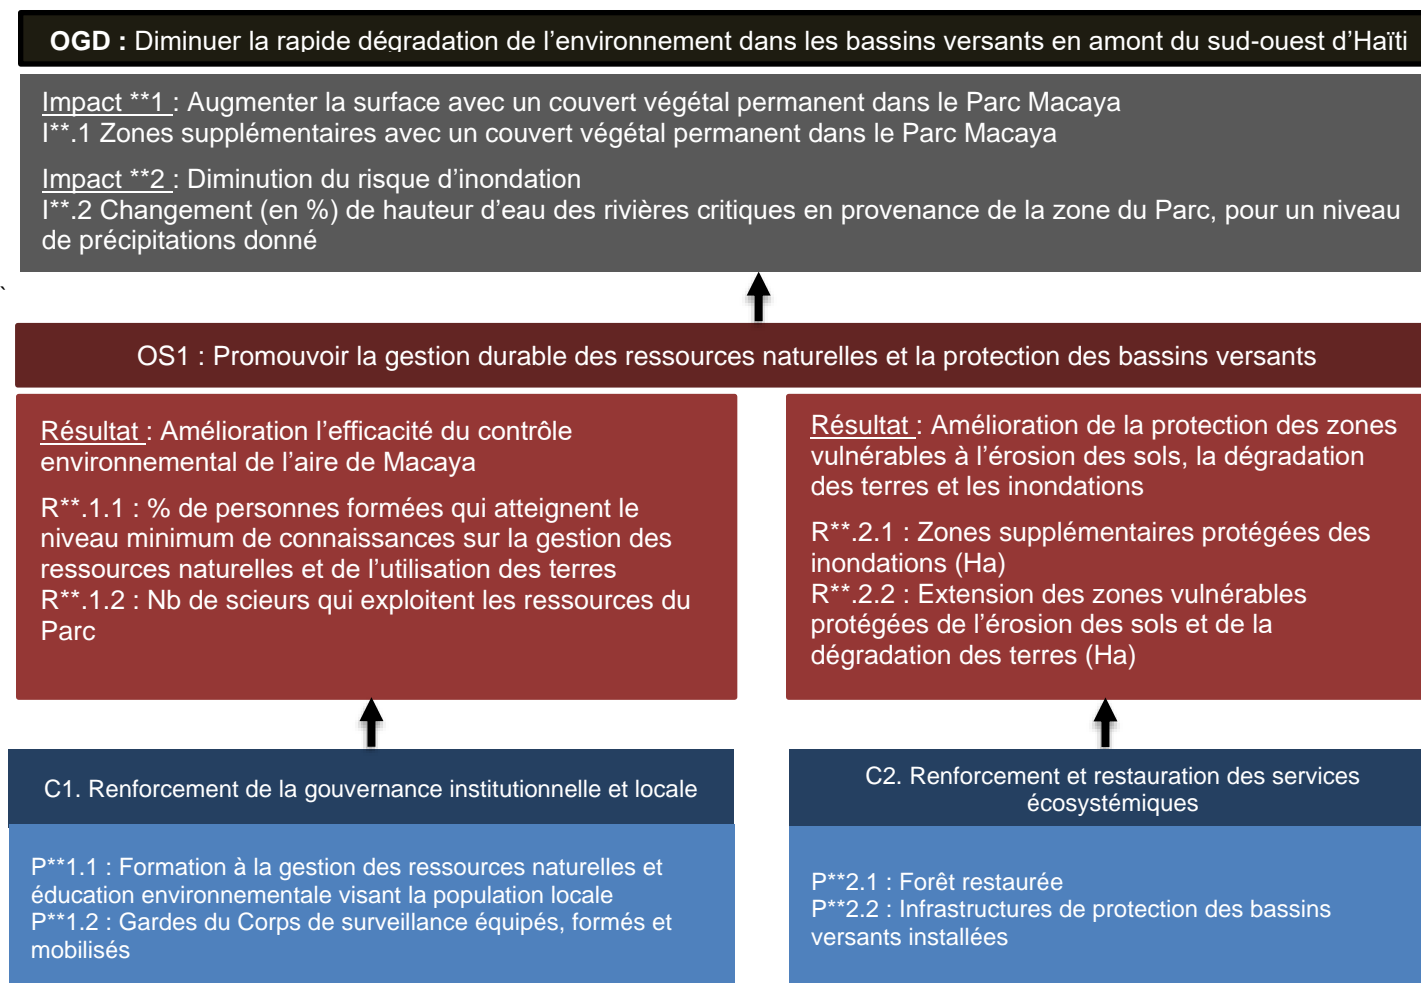 OGD : Diminuer la rapide dégradation de l’environnement dans les bassins versants en amont du sud-ouest d’Haïti
Impact **1 : Augmenter la surface avec un couvert végétal permanent dans le Parc Macaya
I**.1 Zones supplémentaires avec un couvert végétal permanent dans le Parc Macaya
Impact **2 : Diminution du risque d’inondation
I**.2 Changement (en %) de hauteur d’eau des rivières critiques en provenance de la zone du Parc, pour un niveau
de précipitations donné
`
OS1 : Promouvoir la gestion durable des ressources naturelles et la protection des bassins versants
Résultat : Amélioration l’efficacité du contrôle
environnemental de l’aire de Macaya
R**.1.1 : % de personnes formées qui atteignent le
niveau minimum de connaissances sur la gestion des
ressources naturelles et de l’utilisation des terres
R**.1.2 : Nb de scieurs qui exploitent les ressources du
Parc
Résultat : Amélioration de la protection des zones
vulnérables à l’érosion des sols, la dégradation
des terres et les inondations
R**.2.1 : Zones supplémentaires protégées des
inondations (Ha)
R**.2.2 : Extension des zones vulnérables
protégées de l’érosion des sols et de la
dégradation des terres (Ha)
C1. Renforcement de la gouvernance institutionnelle et locale
P**1.1 : Formation à la gestion des ressources naturelles et
éducation environnementale visant la population locale
P**1.2 : Gardes du Corps de surveillance équipés, formés et
mobilisés
C2. Renforcement et restauration des services
écosystémiques
P**2.1 : Forêt restaurée
P**2.2 : Infrastructures de protection des bassins
versants installées